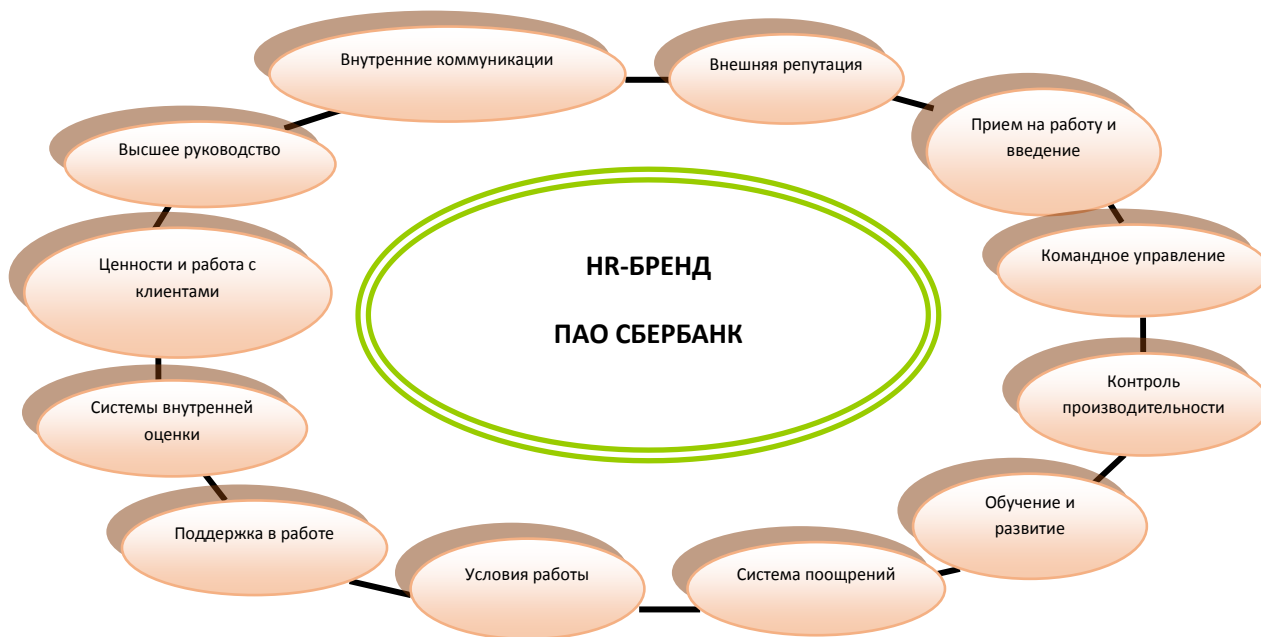 Внутренние коммуникации
Внешняя репутация
Прием на работу и
введение
Высшее руководство
Командное управление
Ценности и работа с
клиентами
HR-БРЕНД
ПАО СБЕРБАНК
Контроль
производительности
Системы внутренней
оценки
Обучение и
развитие
Поддержка в работе
Условия работы
Система поощрений